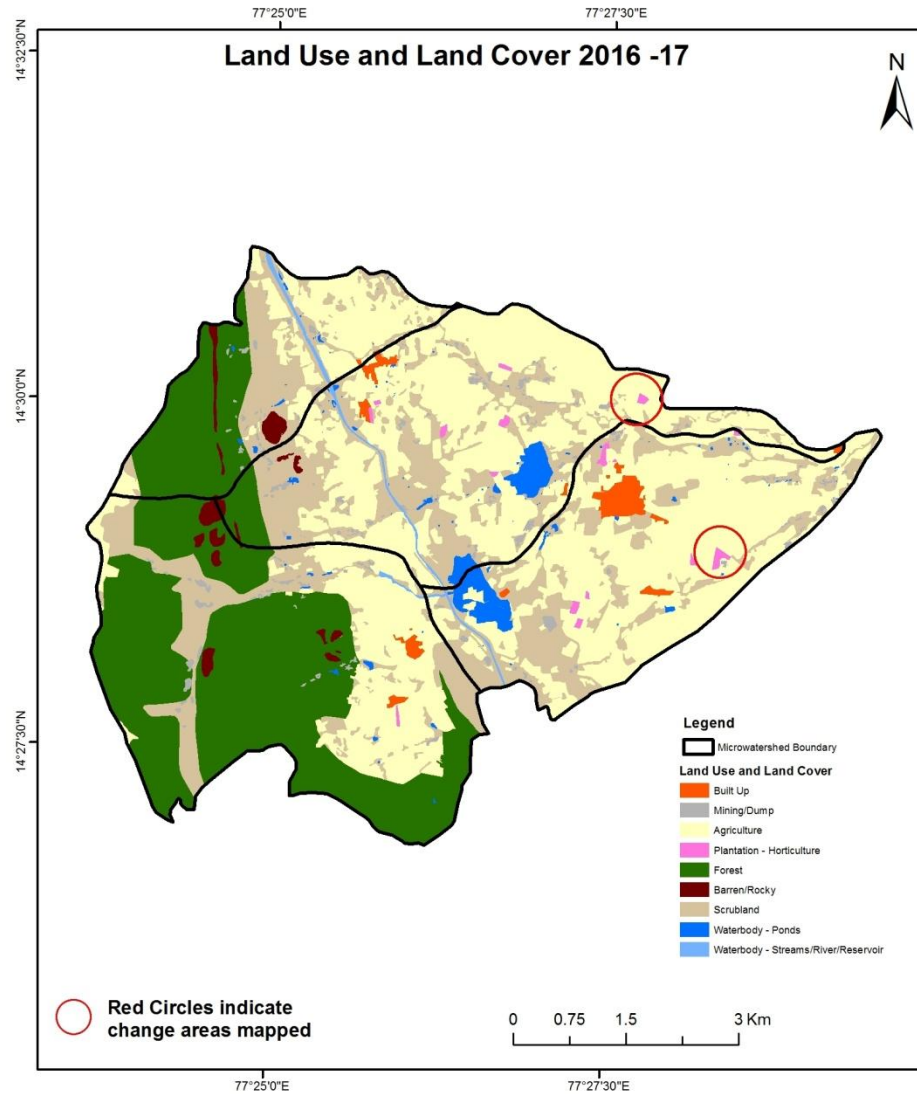 77°25'0"E
77°27'30"E
14°32'30"N
Land Use and Land Cover 2016 -17
N
14°30'0"N
14°27'30"N
Legend
Microwatershed Boundary
Land Use and Land Cover
Built Up
Mining/Dump
Agriculture
Plantation - Horticulture
Forest
Barren/Rocky
Scrubland
Waterbody - Ponds
Waterbody - Streams/River/Reservoir
Red Circles indicate
change areas mapped
0 0.75 1.5 3 Km
77°25'0"E
77°27'30"E